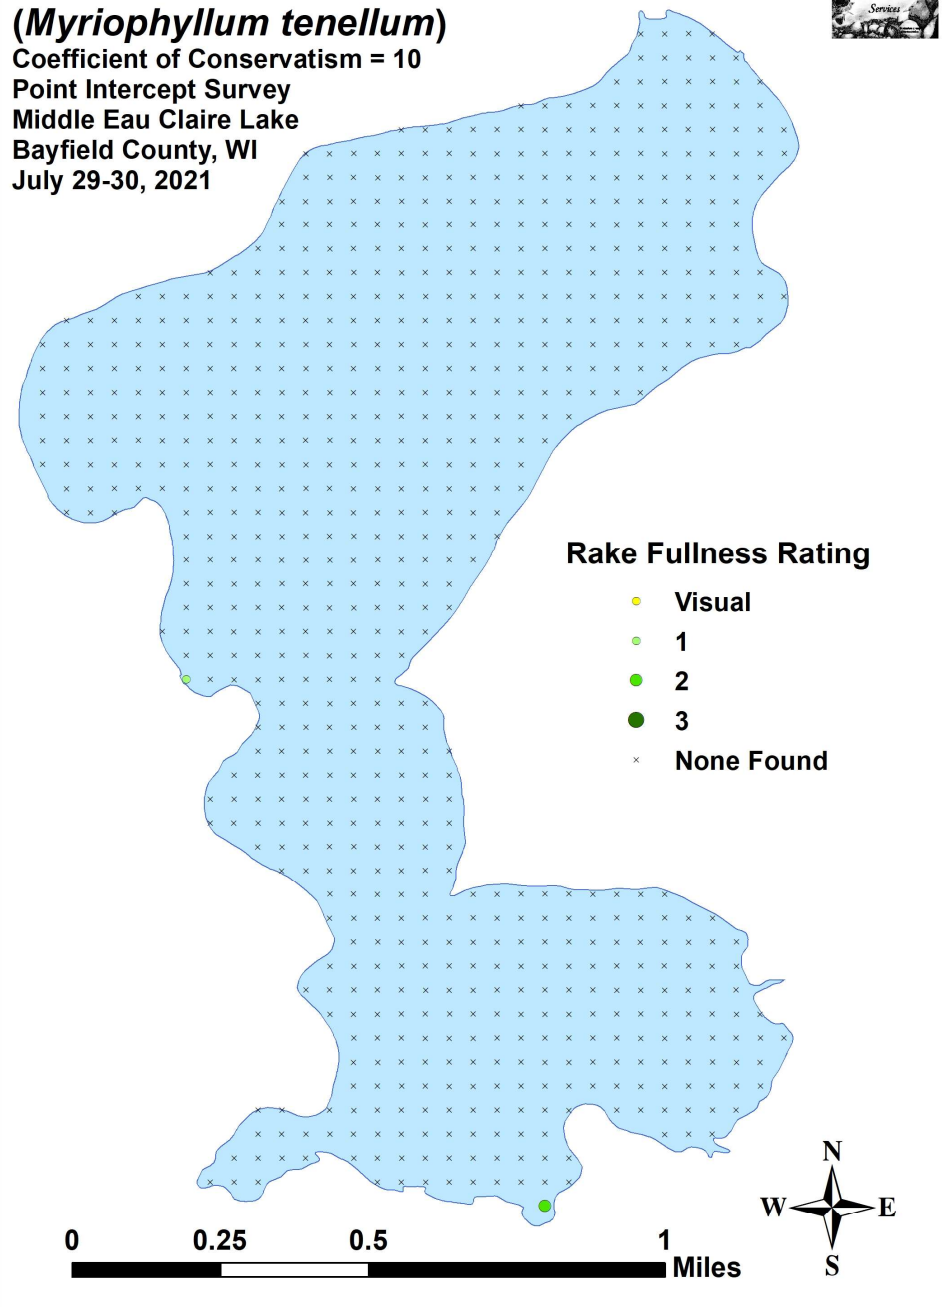 (Myriophyllum tenellum)
Coefficient of Conservatism = 10
Point Intercept Survey
Middle Eau Claire Lake
Bayfield County, WI
July 29-30, 2021
Services
Rake Fullness Rating
Visual
1
2
3
None Found
N
W E
S
0 0.25 0.5 1
Miles